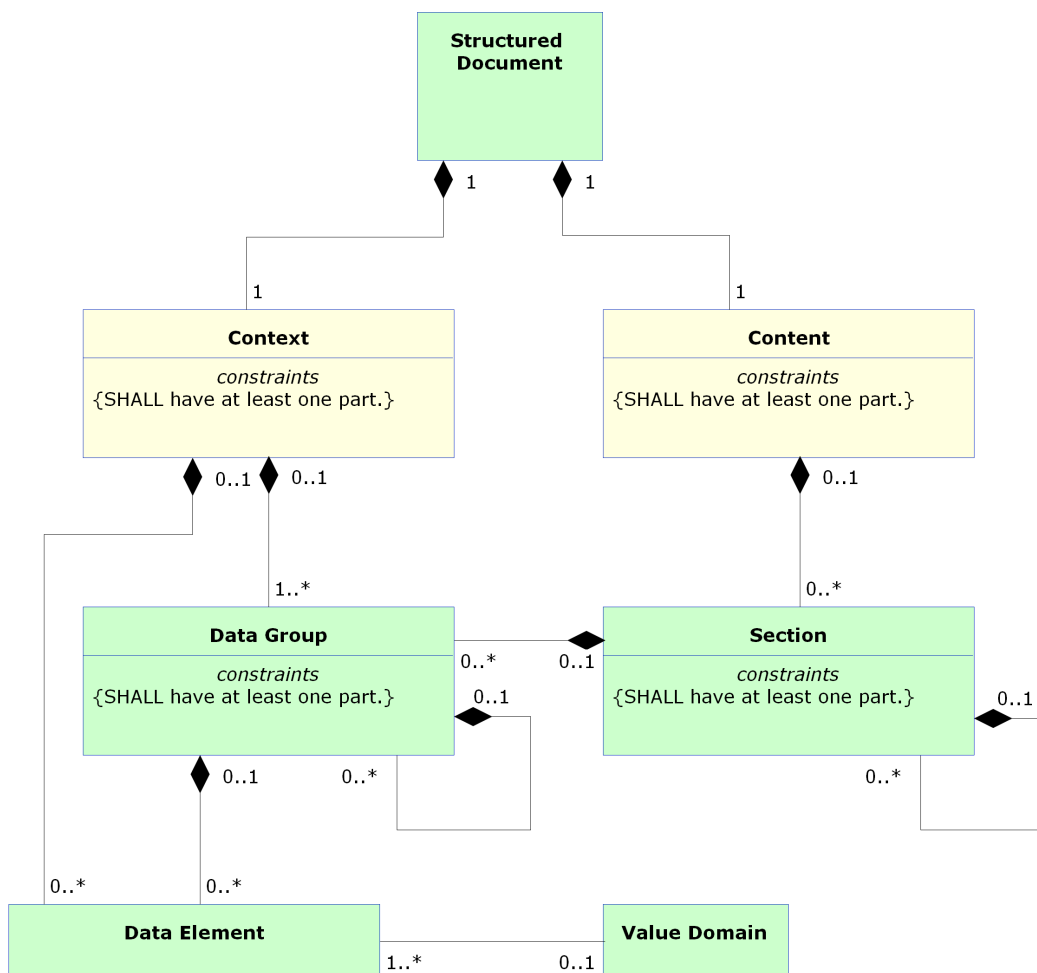 Structured
Document
1
1
1
1
Context
constraints
{SHALL have at least one part.}
Content
constraints
{SHALL have at least one part.}
0..1
0..1
0..1
1..*
0..*
Data Group
constraints
{SHALL have at least one part.}
Section
constraints
{SHALL have at least one part.}
0..*
0..1
0..1
0..1
0..1
0..*
0..*
0..*
0..*
Data Element
Value Domain
1..*
0..1